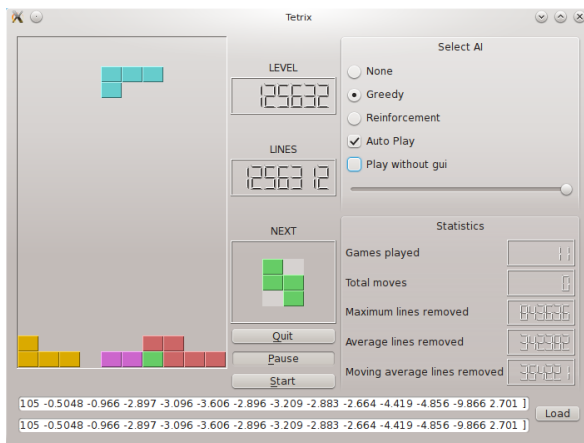 Tetrix
Select AI
LEVEL
None
125632
Greedy
Reinforcement
LINES
Auto Play
1256312
Play without gui
NEXT
Statistics
Games played 11
Total moves 0
Maximum lines removed
Average lines removed 342382
Moving average lines removed
Quit
Pause
Start
105 -0.5048 -0.966 -2.897 -3.096 -3.606 -2.896 -3.209 -2.883 -2.664 -4.419 -4.856 -9.866 2.701 ]
Load
105 -0.5048 -0.966 -2.897 -3.096 -3.606 -2.896 -3.209 -2.883 -2.664 -4.419 -4.856 -9.866 2.701 ]